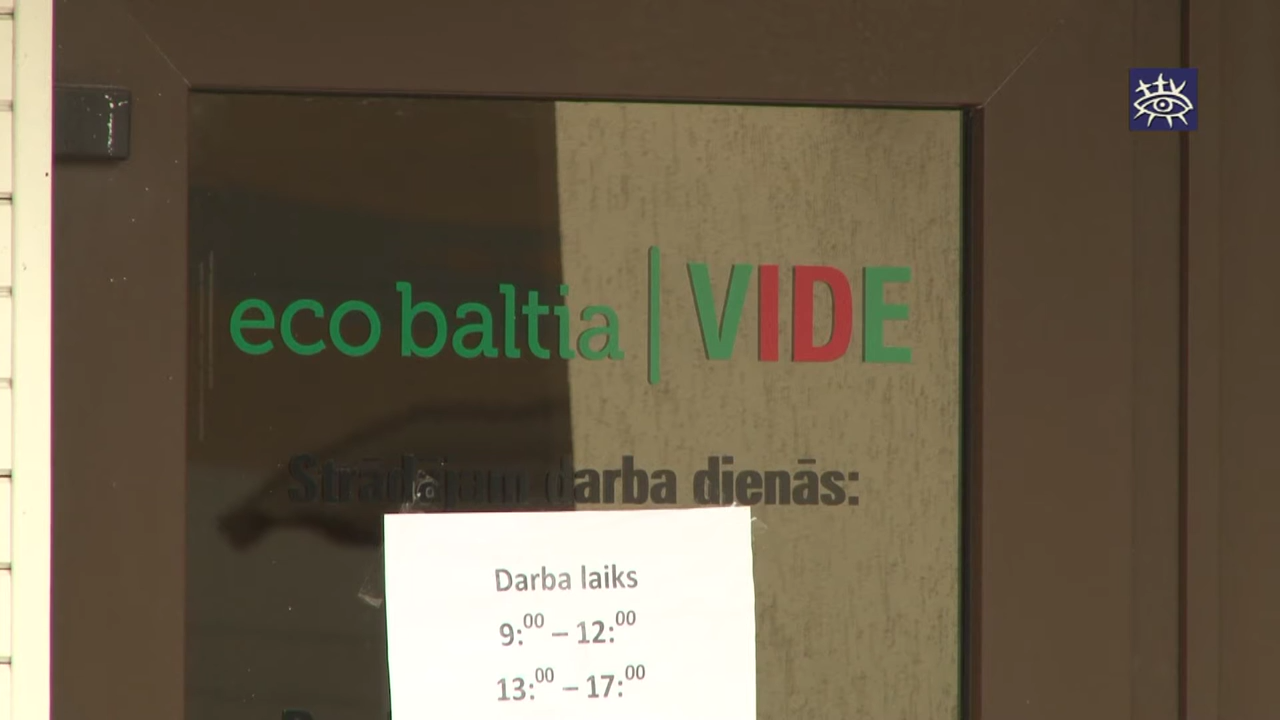 eco baltia | VIDE
Strādājam darba dienās:
Darba laiks
9:⁰⁰ – 12:⁰⁰
13:⁰⁰ – 17:⁰⁰